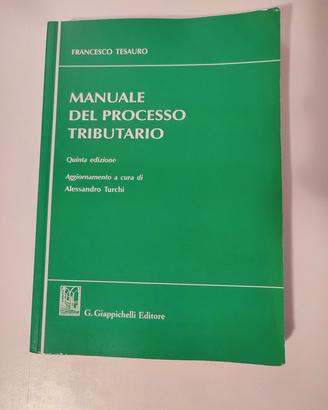 FRANCESCO TESAURO
MANUALE
DEL PROCESSO
TRIBUTARIO
Quinta edizione
Aggiornamento a cura di
Alessandro Turchi
G. Giappichelli Editore